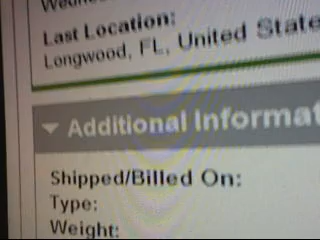 Last Location:
Longwood, FL, United State
Additional Informat
Shipped/Billed On:
Type:
Weight: